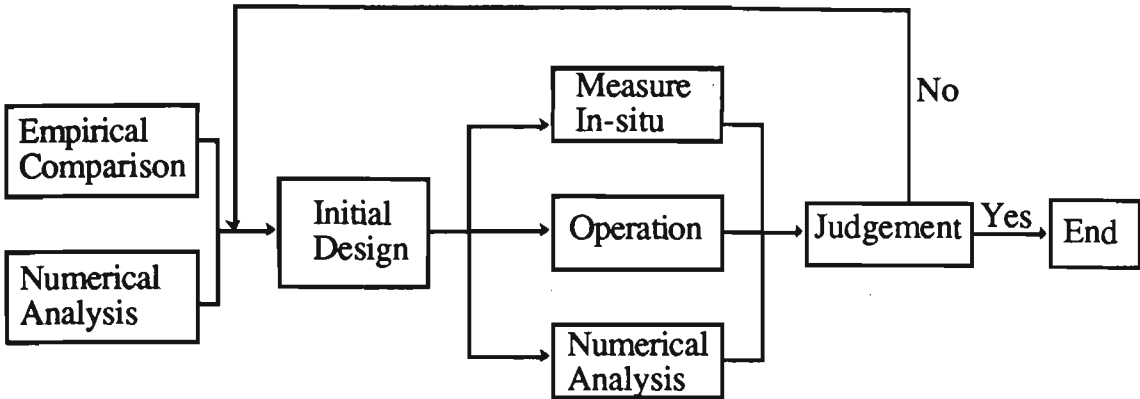 Empirical
Comparison
Numerical
Analysis
Initial
Design
Measure
In-situ
Operation
Numerical
Analysis
Judgement
No
Yes
End